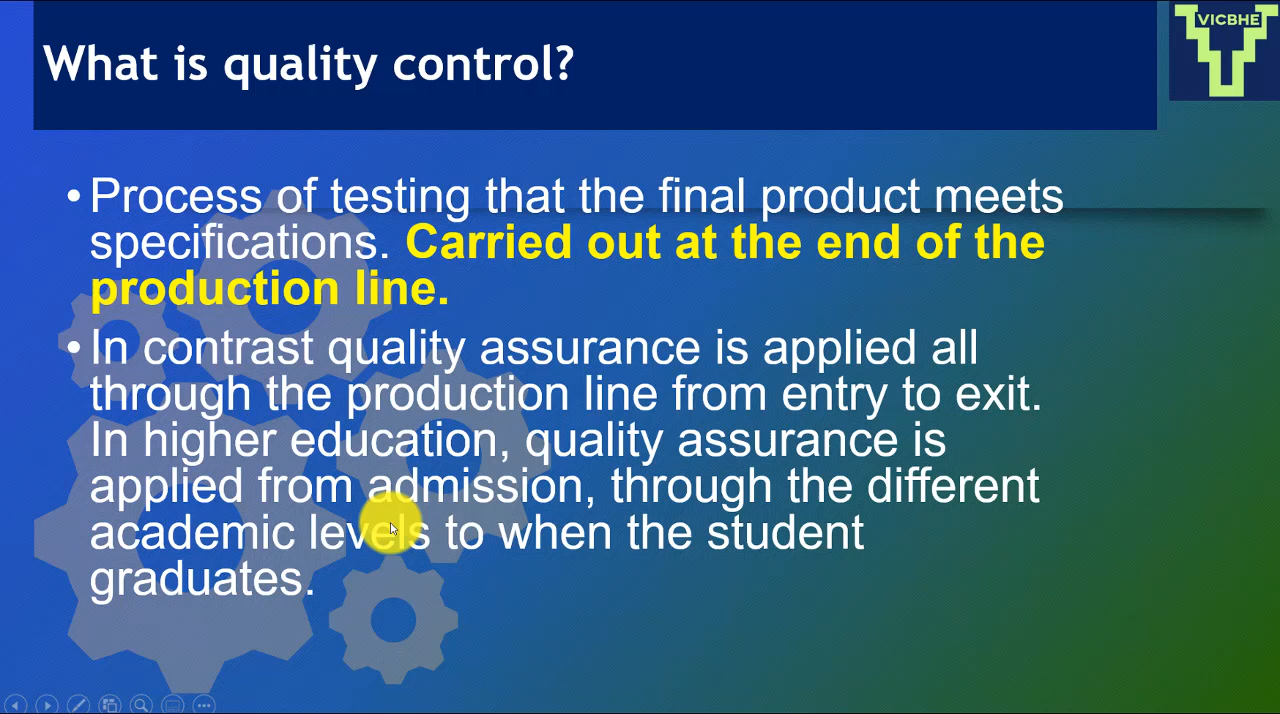 What is quality control?
VICBHE
• Process of testing that the final product meets
specifications. Carried out at the end of the
production line.
• In contrast quality assurance is applied all
through the production line from entry to exit.
In higher education, quality assurance is
applied from admission, through the different
academic levels to when the student
graduates.